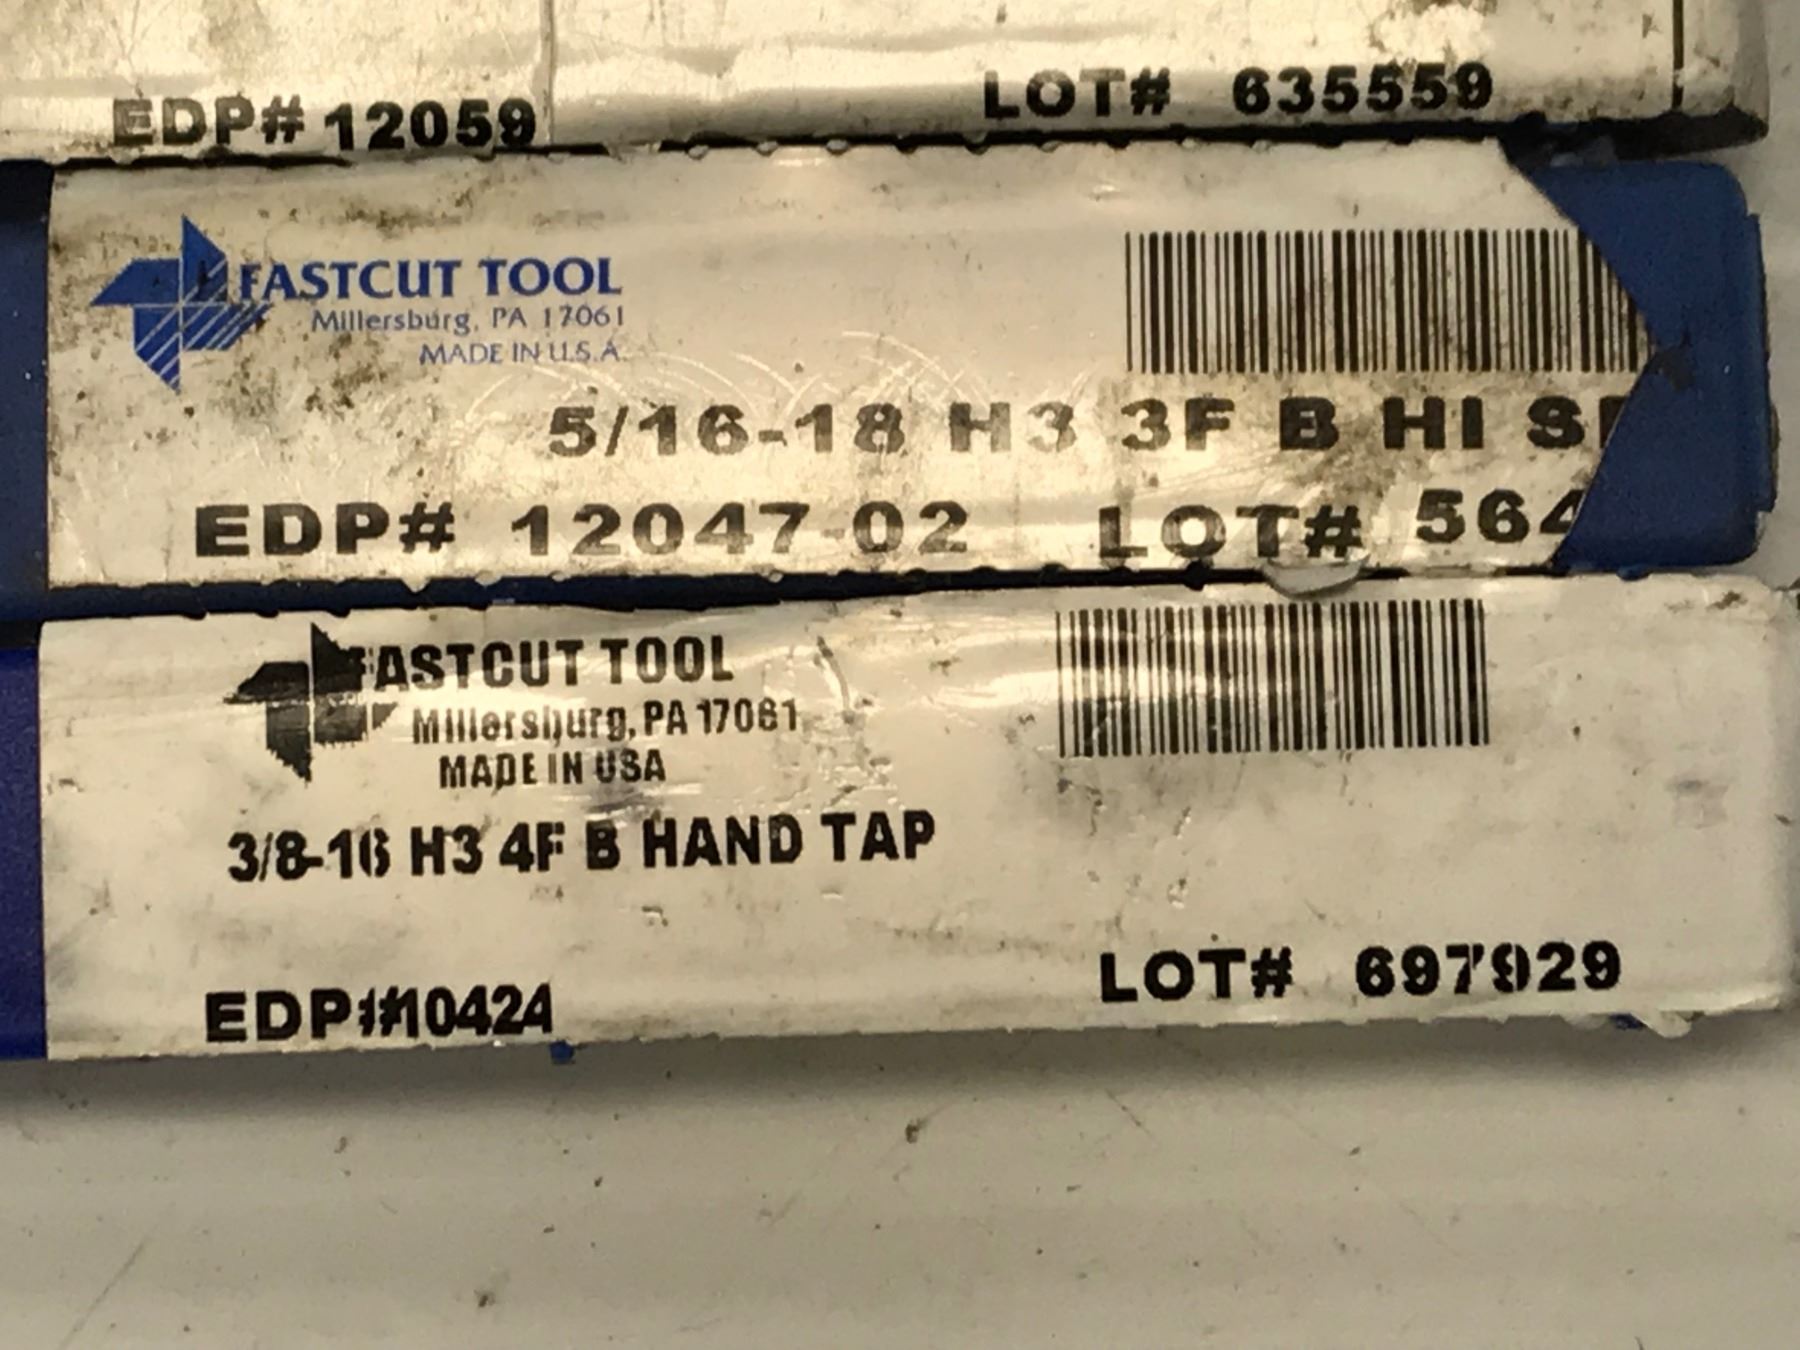 EDP# 12059 LOT# 635559
FASTCUT TOOL
Millersburg, PA 17061
MADE IN U.S.A.
5/16-18 H3 3F B HI
EDP# 12047-02 LOT# 564
FASTCUT TOOL
Millersburg, PA 17061
MADE IN USA
3/8-16 H3 4F B HAND TAP
EDP#10424 LOT# 697929